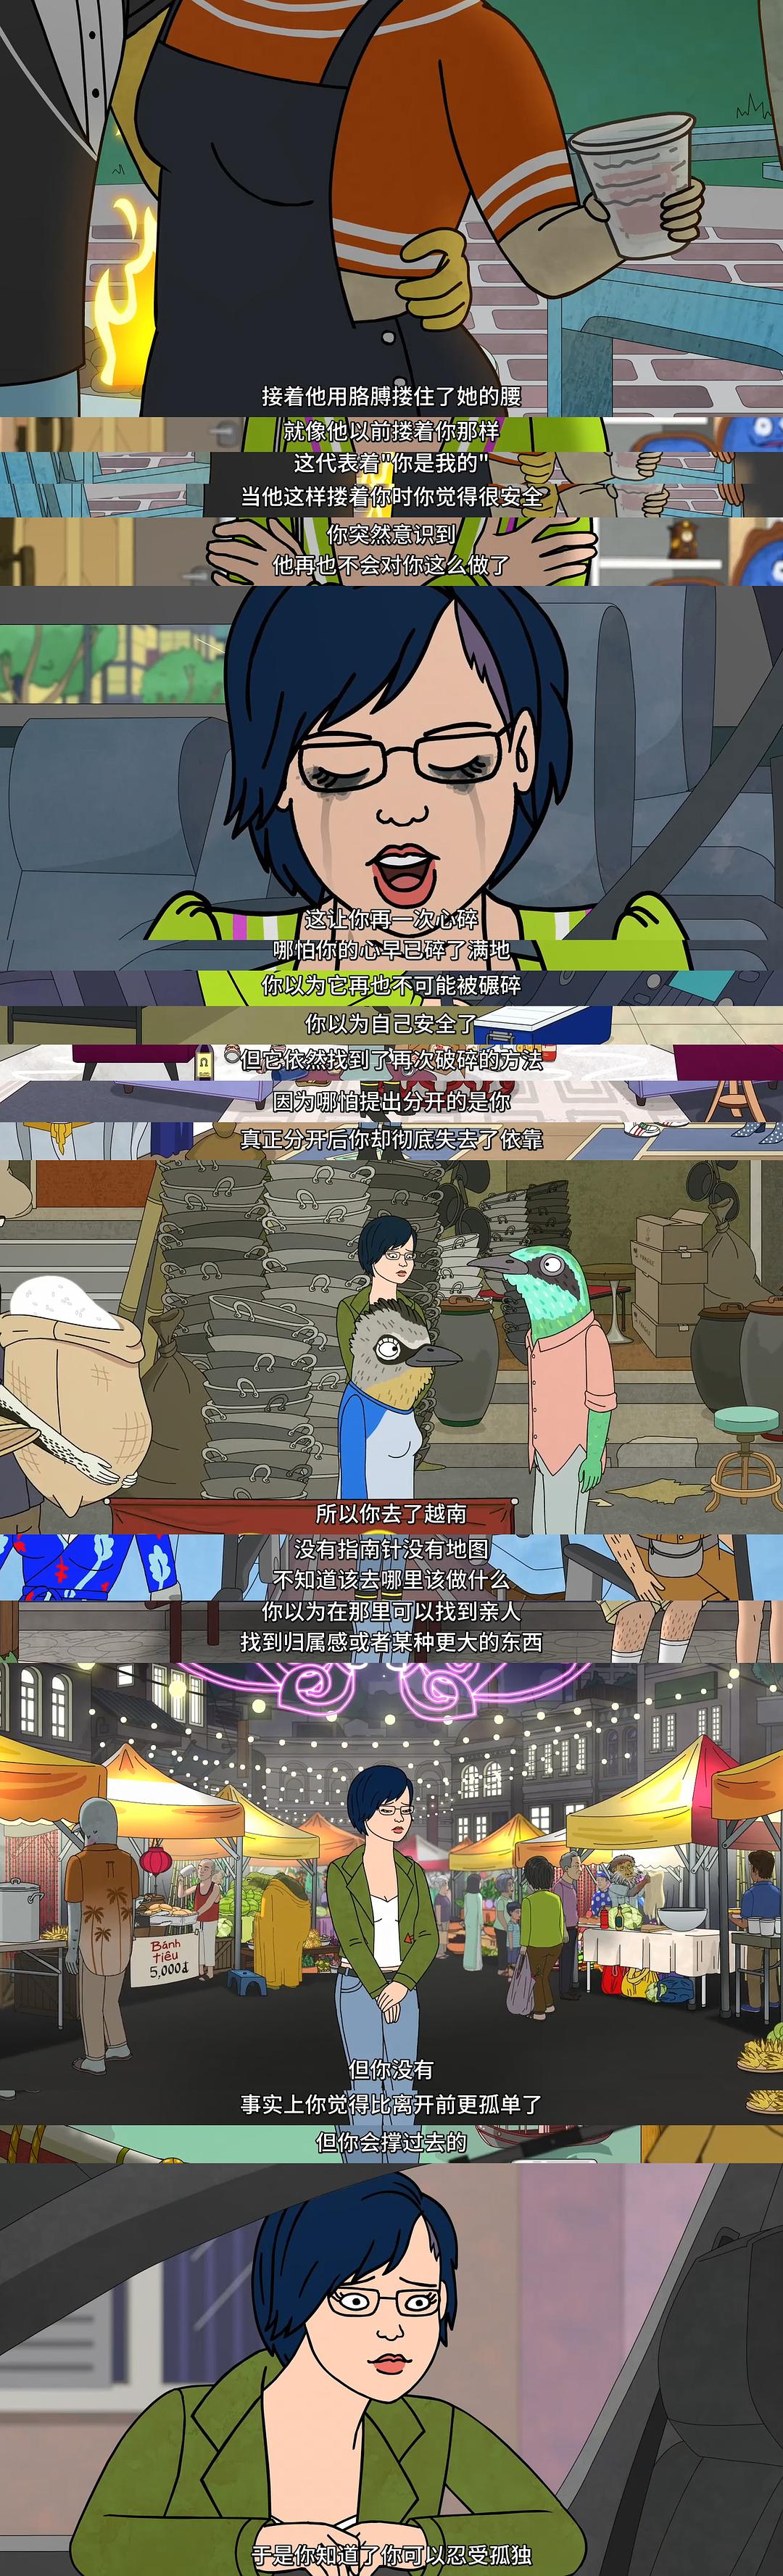 接着他用胳膊搂住了她的腰
就像他以前搂着你那样
这代表着"你是我的"
当他这样搂着你时你觉得很安全
你突然意识到
他再也不会对你这么做了
这让你再一次心碎
哪怕你的心早已碎了满地
你以为它再也不可能被碾碎
你以为自己安全了
但它依然找到了再次破碎的方法
因为哪怕提出分开的是你
真正分开后你却彻底失去了依靠
所以你去了越南
没有指南针没有地图
不知道该去哪里该做什么
你以为在那里可以找到亲人
找到归属感或者某种更大的东西
Bánh
tiêu
5,000đ
但你没有
事实上你觉得比离开前更孤单了
但你会撑过去的
于是你知道了你可以忍受孤独